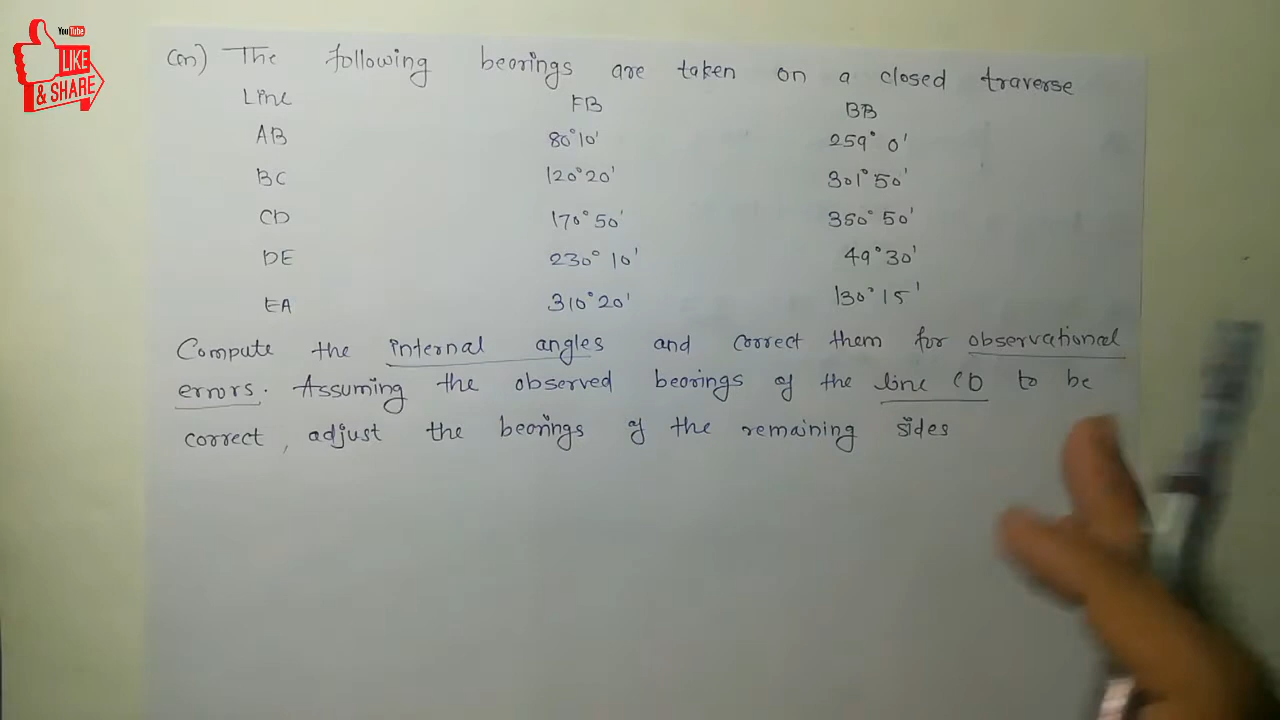 YouTube
LIKE
& SHARE
(Qn) The following bearings are taken on a closed traverse
Line FB BB
AB 80°10' 259° 0'
BC 120°20' 301°50'
CD 170°50' 350°50'
DE 230°10' 49°30'
EA 310°20' 130°15'
Compute the internal angles and correct them for observational
errors. Assuming the observed bearings of the line CD to be
correct, adjust the bearings of the remaining sides